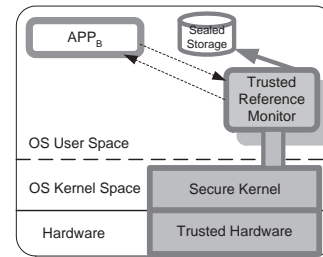 APP_B
Sealed
Storage
Trusted
Reference
Monitor
OS User Space
OS Kernel Space
Secure Kernel
Hardware
Trusted Hardware